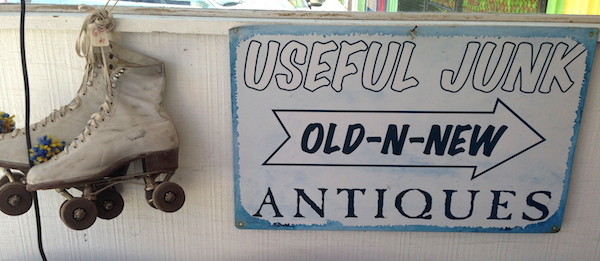 USEFUL JUNK
OLD-N-NEW
ANTIQUES